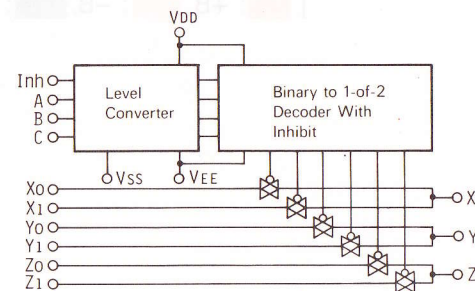 VDD
Inh
A
B
C
Level
Converter
Binary to 1-of-2
Decoder With
Inhibit
VSS
VEE
X0
X1
Y0
Y1
Z0
Z1
X
Y
Z